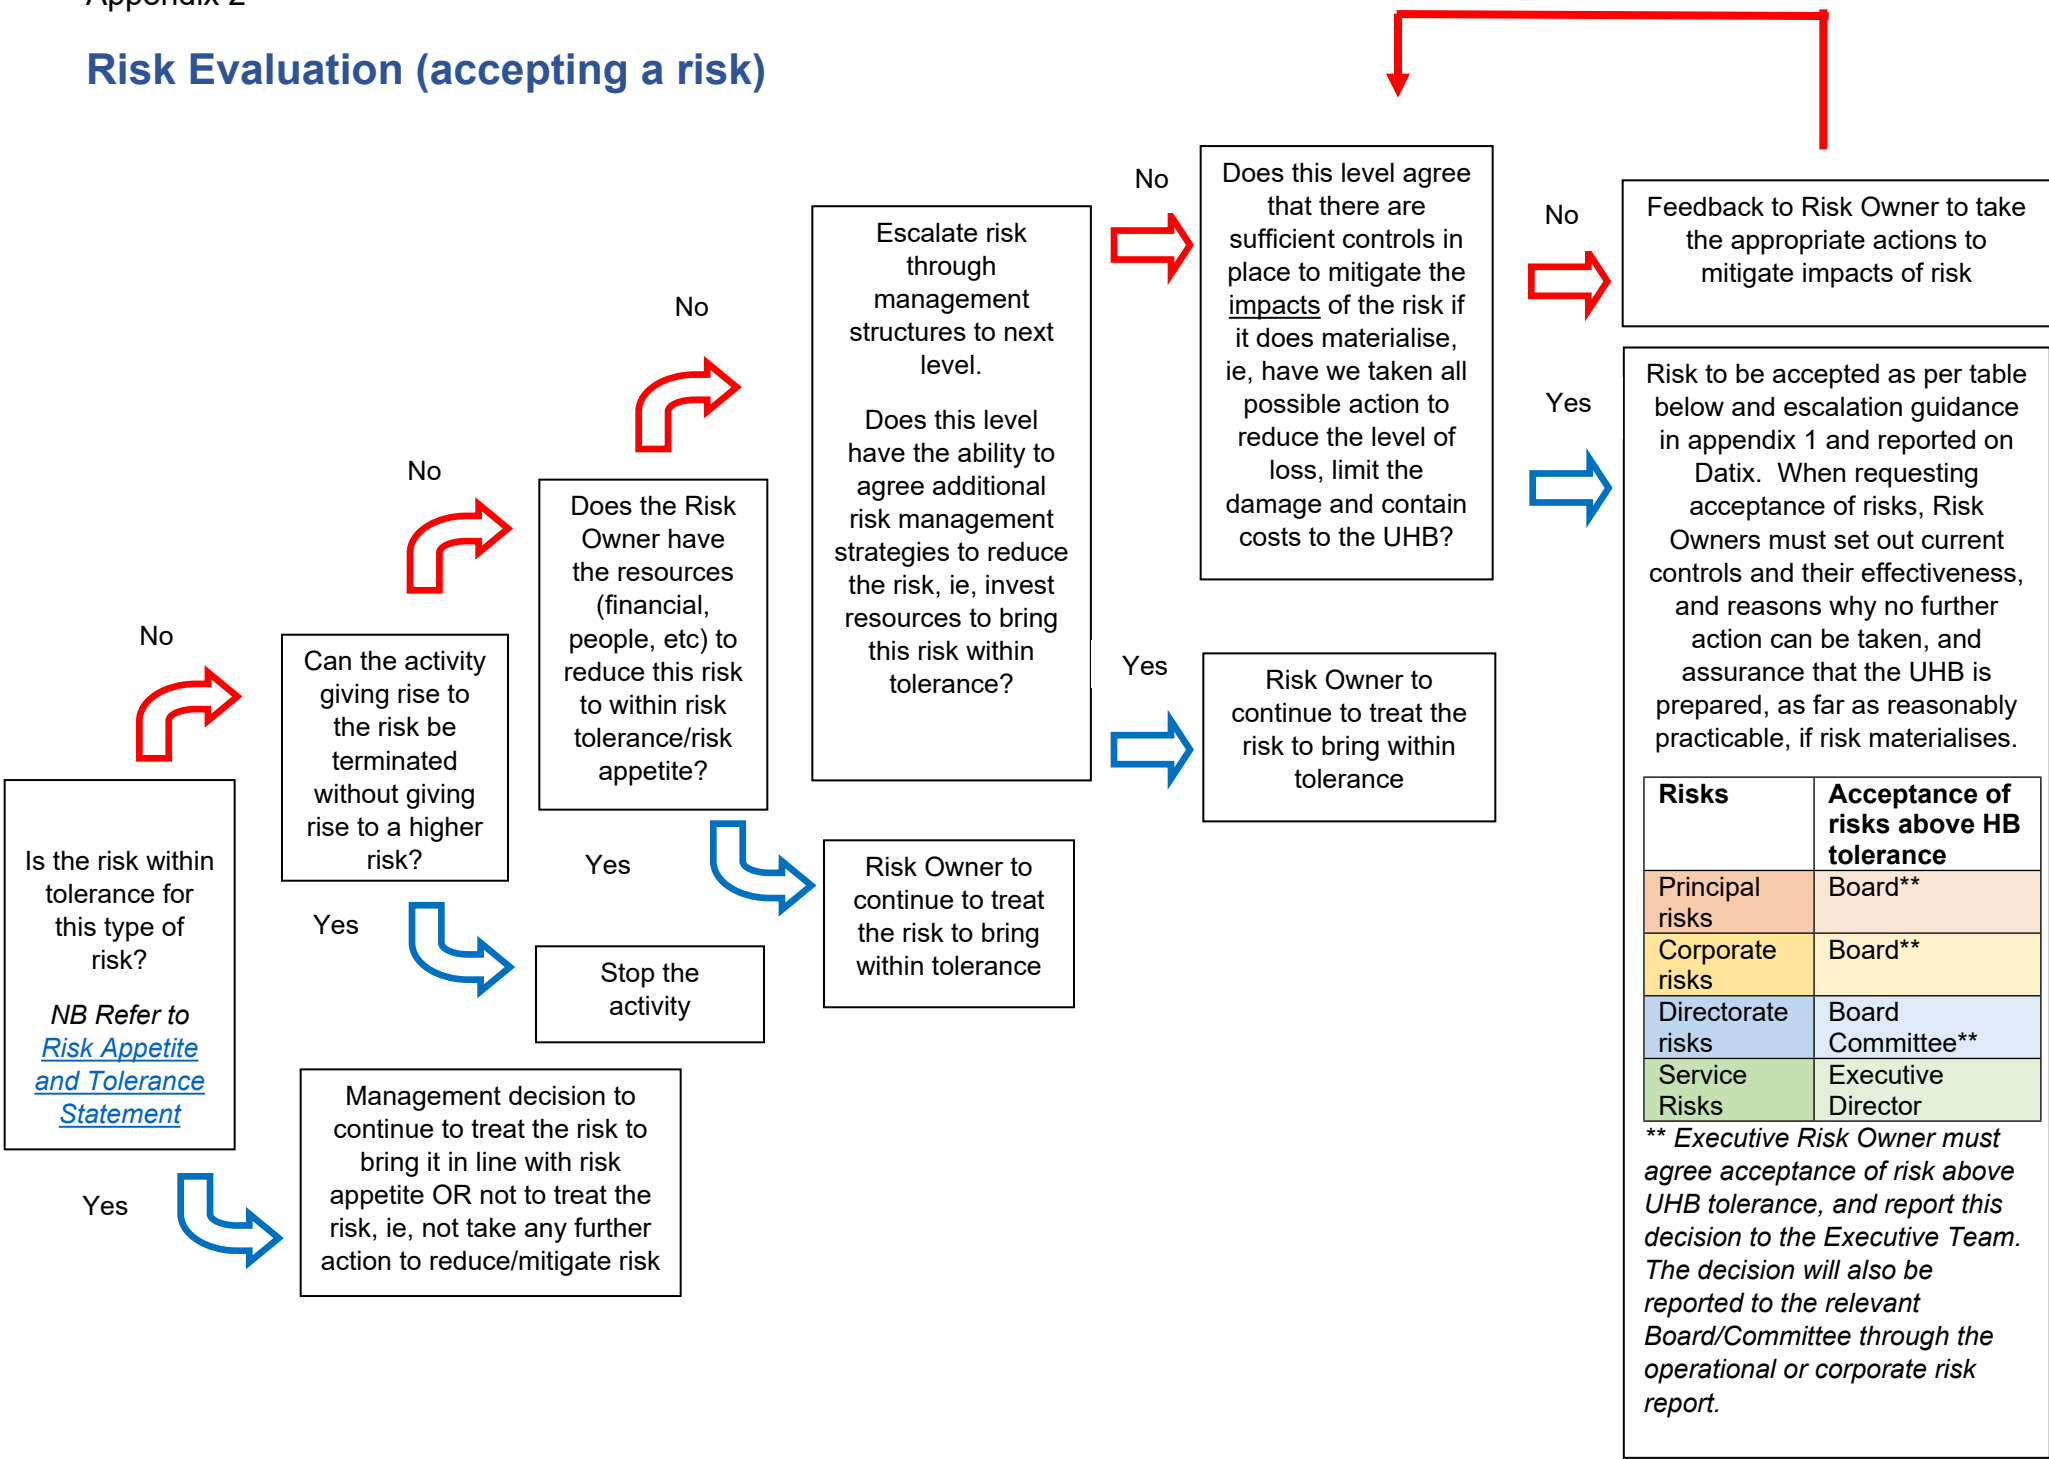 Appendix 2
Risk Evaluation (accepting a risk)
No
Is the risk within
tolerance for
this type of
risk?
NB Refer to
Risk Appetite
and Tolerance
Statement
Yes
Management decision to
continue to treat the risk to
bring it in line with risk
appetite OR not to treat the
risk, ie, not take any further
action to reduce/mitigate risk
No
Can the activity
giving rise to
the risk be
terminated
without giving
rise to a higher
risk?
Yes
Stop the
activity
No
Does the Risk
Owner have
the resources
(financial,
people, etc) to
reduce this risk
to within risk
tolerance/risk
appetite?
Yes
Risk Owner to
continue to treat
the risk to bring
within tolerance
Escalate risk
through
management
structures to next
level.
Does this level
have the ability to
agree additional
risk management
strategies to reduce
the risk, ie, invest
resources to bring
this risk within
tolerance?
No
Yes
Risk Owner to
continue to treat the
risk to bring within
tolerance
Does this level agree
that there are
sufficient controls in
place to mitigate the
impacts of the risk if
it does materialise,
ie, have we taken all
possible action to
reduce the level of
loss, limit the
damage and contain
costs to the UHB?
No
Feedback to Risk Owner to take
the appropriate actions to
mitigate impacts of risk
Yes
Risk to be accepted as per table
below and escalation guidance
in appendix 1 and reported on
Datix.  When requesting
acceptance of risks, Risk
Owners must set out current
controls and their effectiveness,
and reasons why no further
action can be taken, and
assurance that the UHB is
prepared, as far as reasonably
practicable, if risk materialises.
Risks
Acceptance of
risks above HB
tolerance
Principal
risks
Board**
Corporate
risks
Board**
Directorate
risks
Board
Committee**
Service
Risks
Executive
Director
** Executive Risk Owner must
agree acceptance of risk above
UHB tolerance, and report this
decision to the Executive Team.
The decision will also be
reported to the relevant
Board/Committee through the
operational or corporate risk
report.